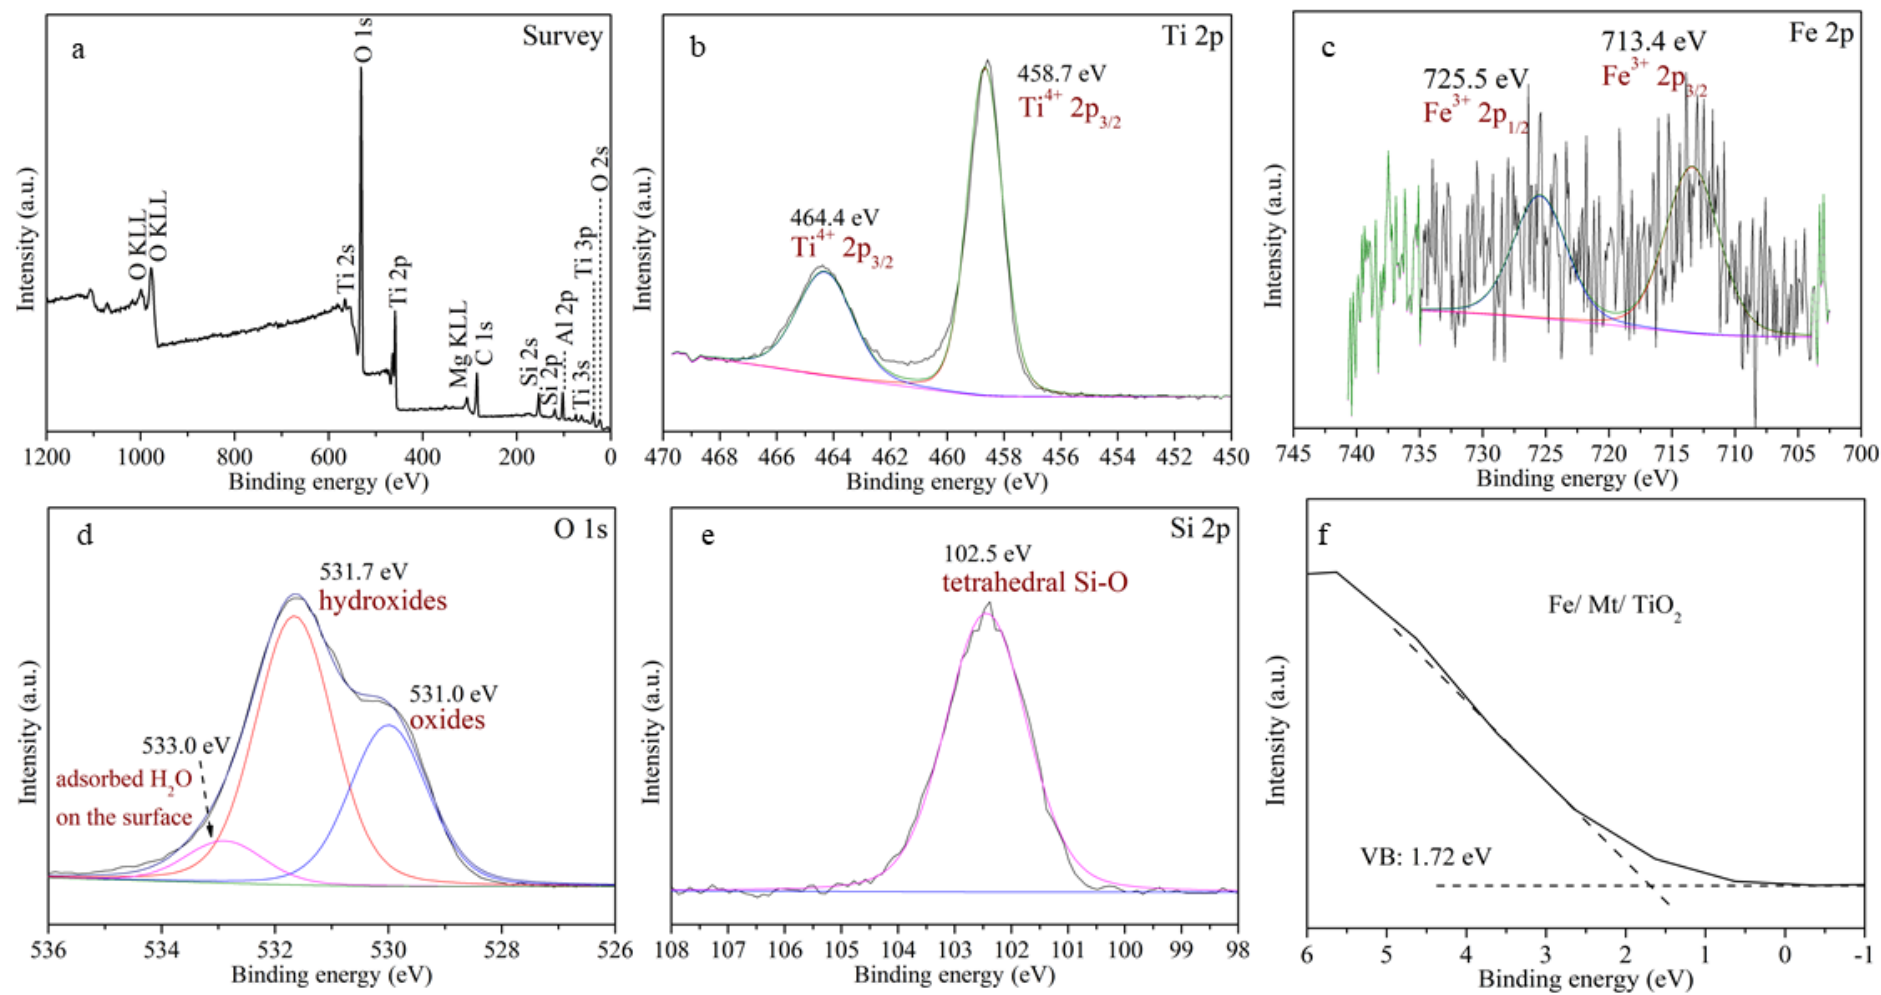 a
Survey
O 1s
O KLL
O KLL
Ti 2s
Ti 2p
Mg KLL
C 1s
Si 2s
Si 2p
Al 2p
Ti 3s
Ti 3p
O 2s
Intensity (a.u.)
1200 1000 800 600 400 200 0
Binding energy (eV)
b
Ti 2p
458.7 eV
Ti⁴⁺ 2p₃/₂
464.4 eV
Ti⁴⁺ 2p₃/₂
Intensity (a.u.)
470 468 466 464 462 460 458 456 454 452 450
Binding energy (eV)
c
Fe 2p
713.4 eV
Fe³⁺ 2p₃/₂
725.5 eV
Fe³⁺ 2p₁/₂
Intensity (a.u.)
745 740 735 730 725 720 715 710 705 700
Binding energy (eV)
d
O 1s
531.7 eV
hydroxides
531.0 eV
oxides
533.0 eV
adsorbed H₂O
on the surface
Intensity (a.u.)
536 534 532 530 528 526
Binding energy (eV)
e
Si 2p
102.5 eV
tetrahedral Si-O
Intensity (a.u.)
108 107 106 105 104 103 102 101 100 99 98
Binding energy (eV)
f
Fe/ Mt/ TiO₂
VB: 1.72 eV
Intensity (a.u.)
6 5 4 3 2 1 0 -1
Binding energy (eV)